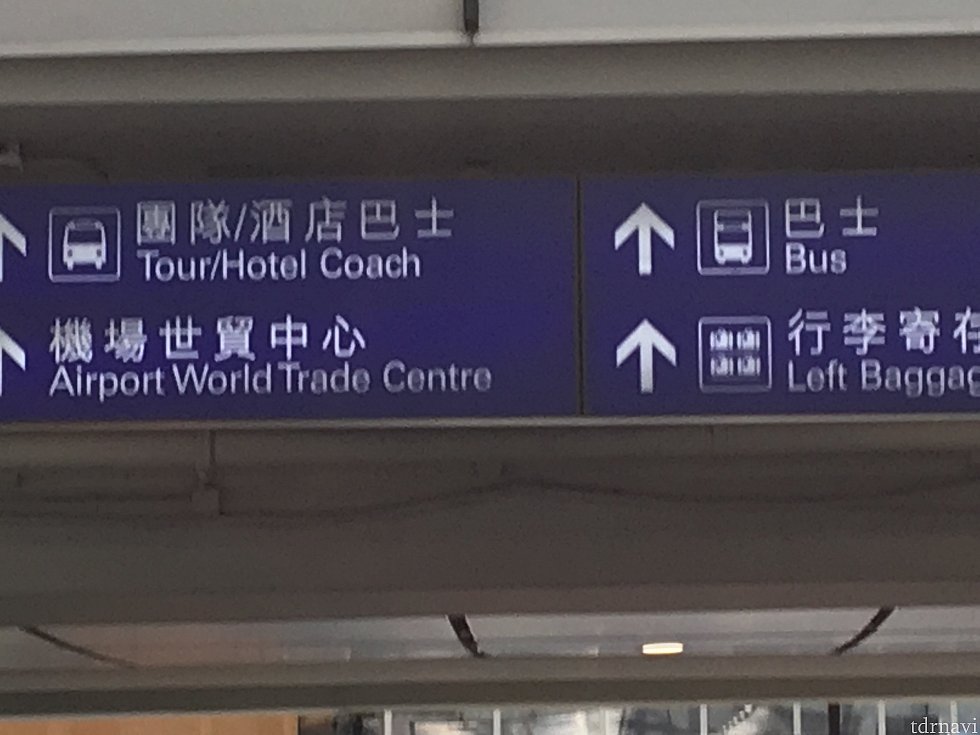 團隊/酒店巴士
Tour/Hotel Coach
機場世貿中心
Airport World Trade Centre
巴士
Bus
行李寄存
Left Baggag
tdrnavi